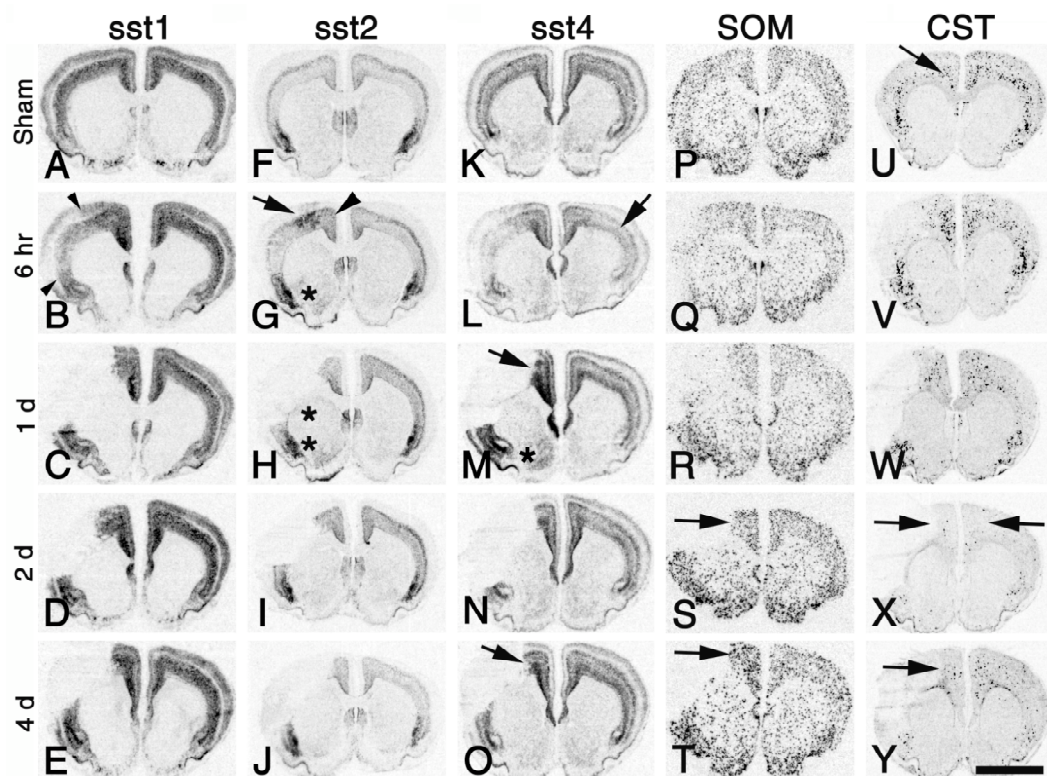 sst1 sst2 sst4 SOM CST
Sham A F K P U
6 hr B G * L Q V
1 d C H * * M * R W
2 d D I N S X
4 d E J O T Y